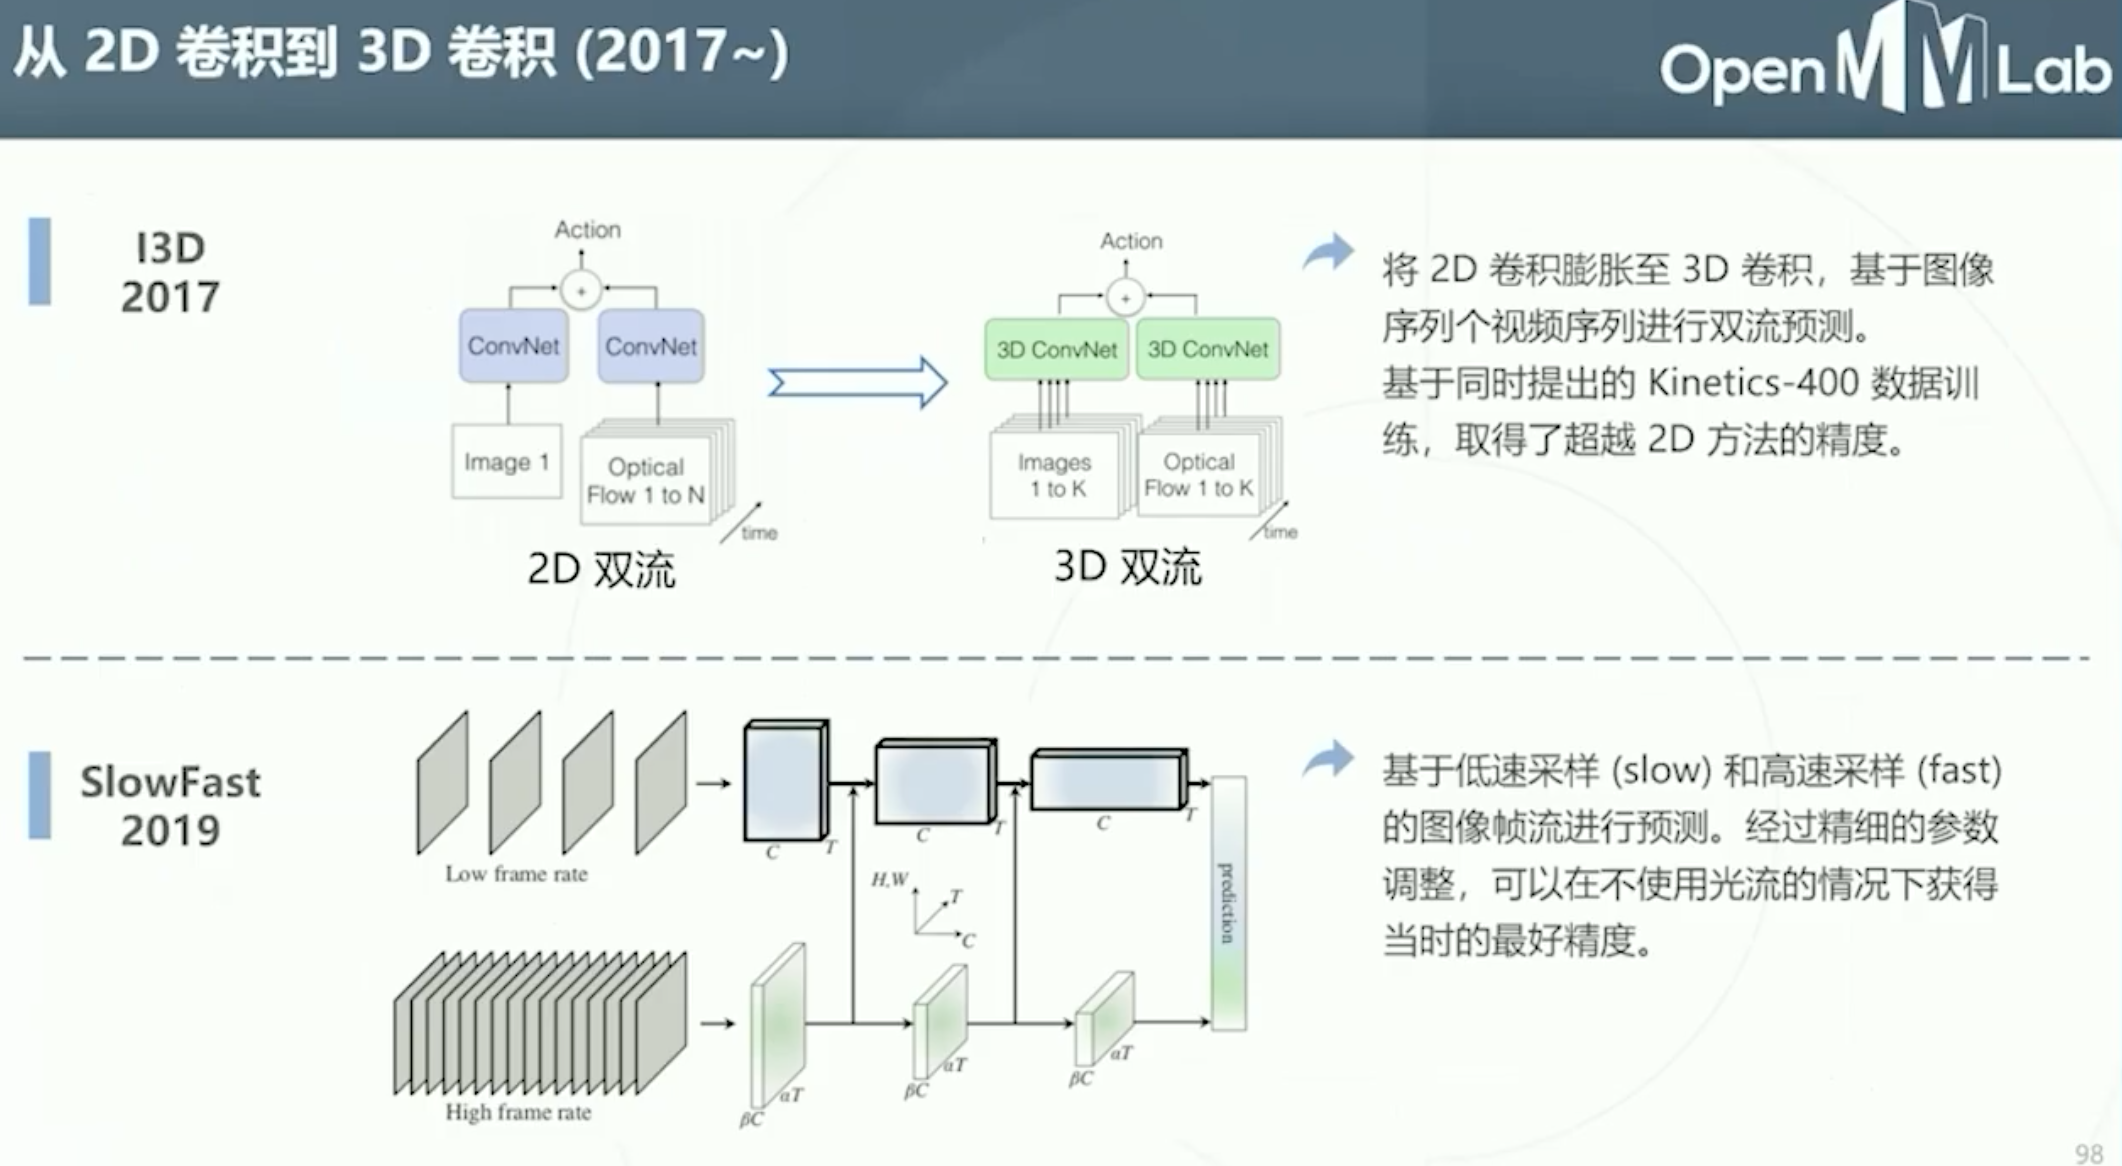 从 2D 卷积到 3D 卷积 (2017~)
OpenMMLab
I3D
2017
Action
+
ConvNet
ConvNet
Image 1
Optical
Flow 1 to N
time
2D 双流
Action
+
3D ConvNet
3D ConvNet
Images
1 to K
Optical
Flow 1 to K
time
3D 双流
将 2D 卷积膨胀至 3D 卷积，基于图像
序列个视频序列进行双流预测。
基于同时提出的 Kinetics-400 数据训
练，取得了超越 2D 方法的精度。
SlowFast
2019
Low frame rate
C
T
C
T
C
T
H,W
T
C
prediction
High frame rate
βC
αT
βC
αT
βC
αT
基于低速采样 (slow) 和高速采样 (fast)
的图像帧流进行预测。经过精细的参数
调整，可以在不使用光流的情况下获得
当时的最好精度。
98